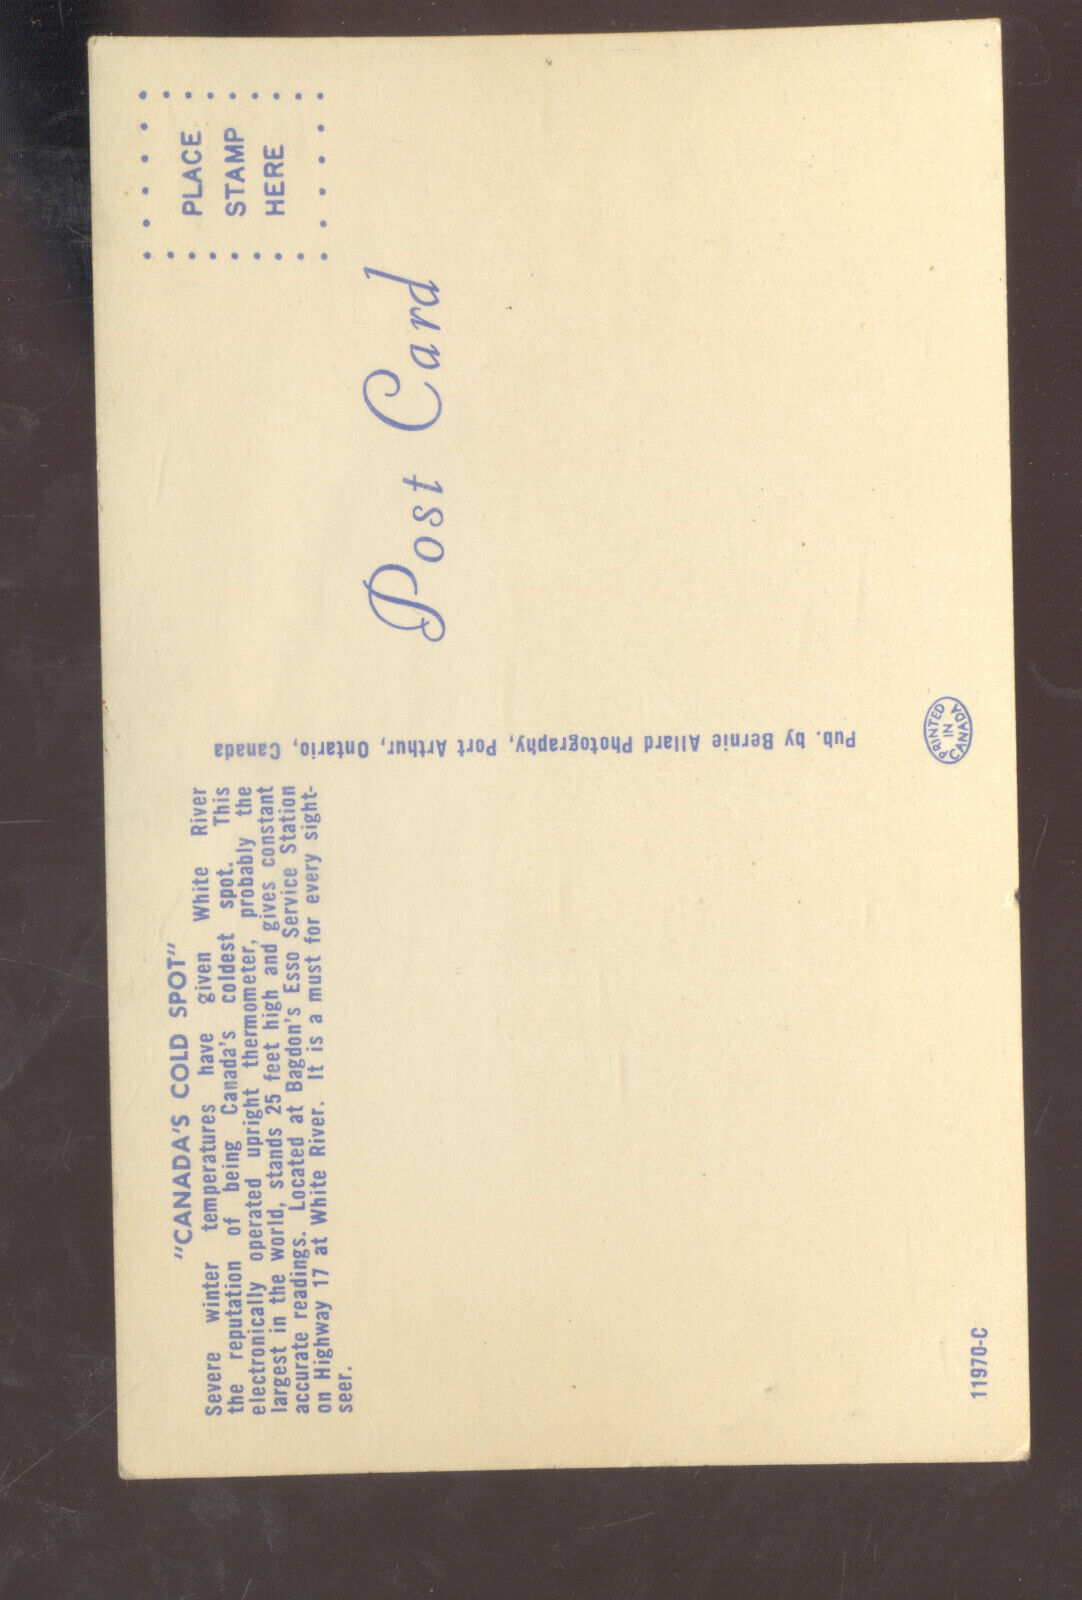 "CANADA'S COLD SPOT"
Severe winter temperatures have given White River
the reputation of being Canada's coldest spot. This
electronically operated upright thermometer, probably the
largest in the world, stands 25 feet high and gives constant
accurate readings. Located at Bagdon's Esso Service Station
on Highway 17 at White River. It is a must for every sight-
seer.
11970-C
Pub. by Bernie Allard Photography, Port Arthur, Ontario, Canada
PRINTED
IN
CANADA
Post Card
PLACE
STAMP
HERE